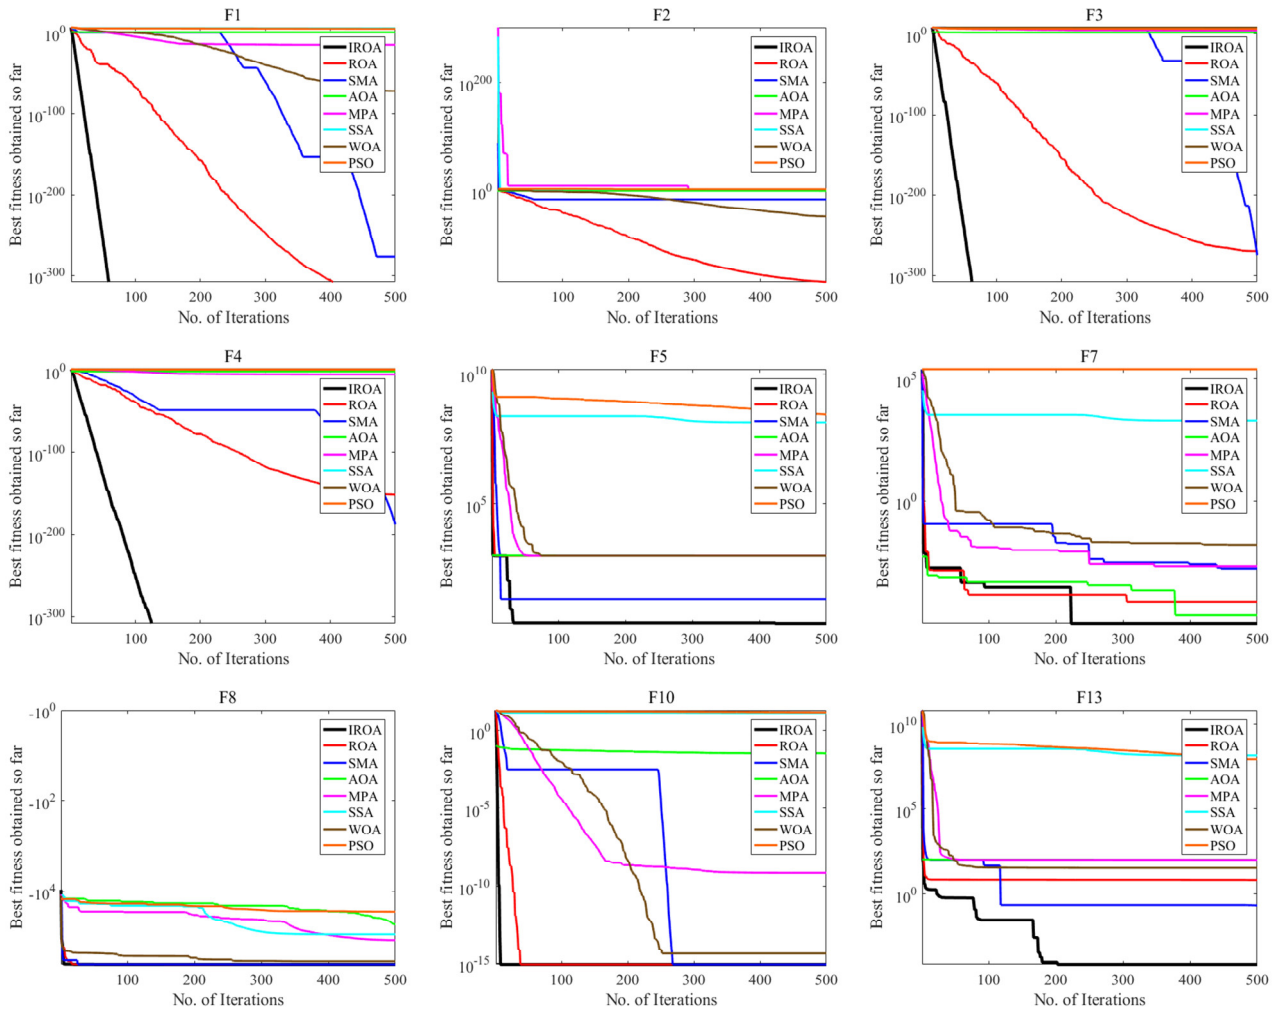 F1
Best fitness obtained so far
10^0
10^-100
10^-200
10^-300
100 200 300 400 500
No. of Iterations
IROA
ROA
SMA
AOA
MPA
SSA
WOA
PSO
F2
Best fitness obtained so far
10^200
10^0
100 200 300 400 500
No. of Iterations
IROA
ROA
SMA
AOA
MPA
SSA
WOA
PSO
F3
Best fitness obtained so far
10^0
10^-100
10^-200
10^-300
100 200 300 400 500
No. of Iterations
IROA
ROA
SMA
AOA
MPA
SSA
WOA
PSO
F4
Best fitness obtained so far
10^0
10^-100
10^-200
10^-300
100 200 300 400 500
No. of Iterations
IROA
ROA
SMA
AOA
MPA
SSA
WOA
PSO
F5
Best fitness obtained so far
10^10
10^5
100 200 300 400 500
No. of Iterations
IROA
ROA
SMA
AOA
MPA
SSA
WOA
PSO
F7
Best fitness obtained so far
10^5
10^0
100 200 300 400 500
No. of Iterations
IROA
ROA
SMA
AOA
MPA
SSA
WOA
PSO
F8
Best fitness obtained so far
-10^0
-10^2
-10^4
100 200 300 400 500
No. of Iterations
IROA
ROA
SMA
AOA
MPA
SSA
WOA
PSO
F10
Best fitness obtained so far
10^0
10^-5
10^-10
10^-15
100 200 300 400 500
No. of Iterations
IROA
ROA
SMA
AOA
MPA
SSA
WOA
PSO
F13
Best fitness obtained so far
10^10
10^5
10^0
100 200 300 400 500
No. of Iterations
IROA
ROA
SMA
AOA
MPA
SSA
WOA
PSO